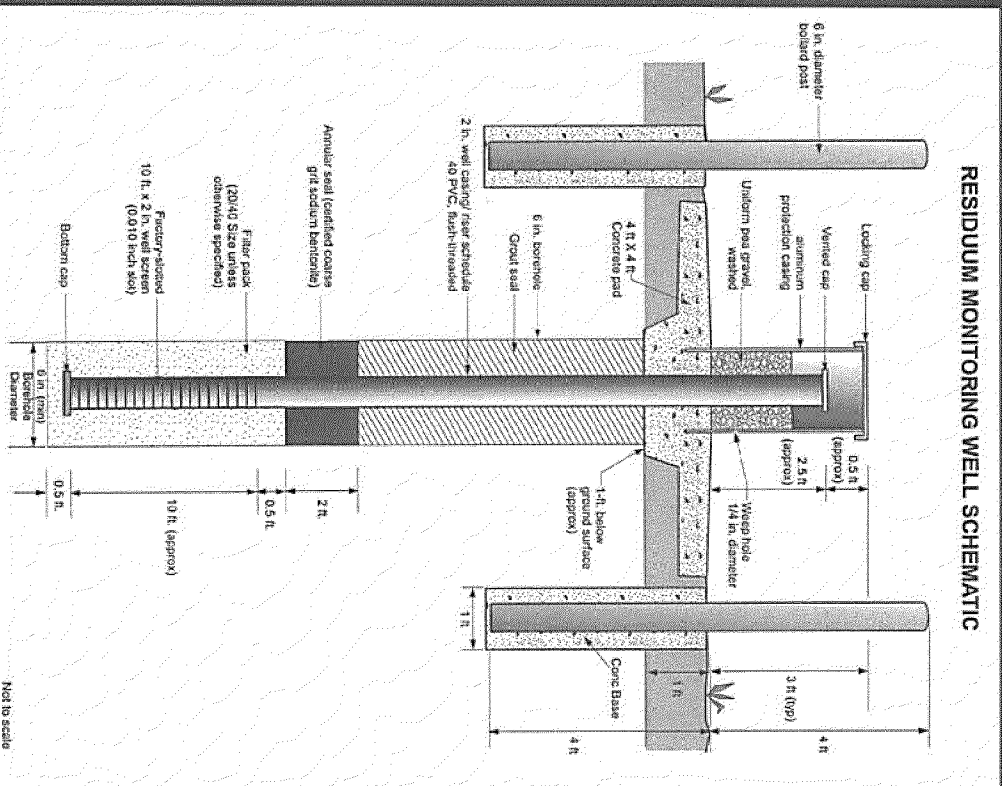 RESIDUUM MONITORING WELL SCHEMATIC
6 in. diameter
bollard post
Locking cap
Vented cap
aluminum
protection casing
Uniform pea gravel,
washed
4 ft X 4 ft
Concrete pad
6 in. borehole
Grout seal
2 in. well casing/ riser schedule
40 PVC, flush-threaded
Annular seal (certified coarse
grit sodium bentonite)
Filter pack
(20/40 Size unless
otherwise specified)
Factory-slotted
10 ft. x 2 in. well screen
(0.010 inch slot)
Bottom cap
6 in. (min)
Borehole
Diameter
0.5 ft
(approx)
2.5 ft
(approx)
Weep hole
1/4 in. diameter
1-ft. below
ground surface
(approx)
2 ft.
0.5 ft.
10 ft. (approx)
0.5 ft.
3 ft (typ)
4 ft
1 ft
Conc Base
4 ft
1 ft.
Not to scale